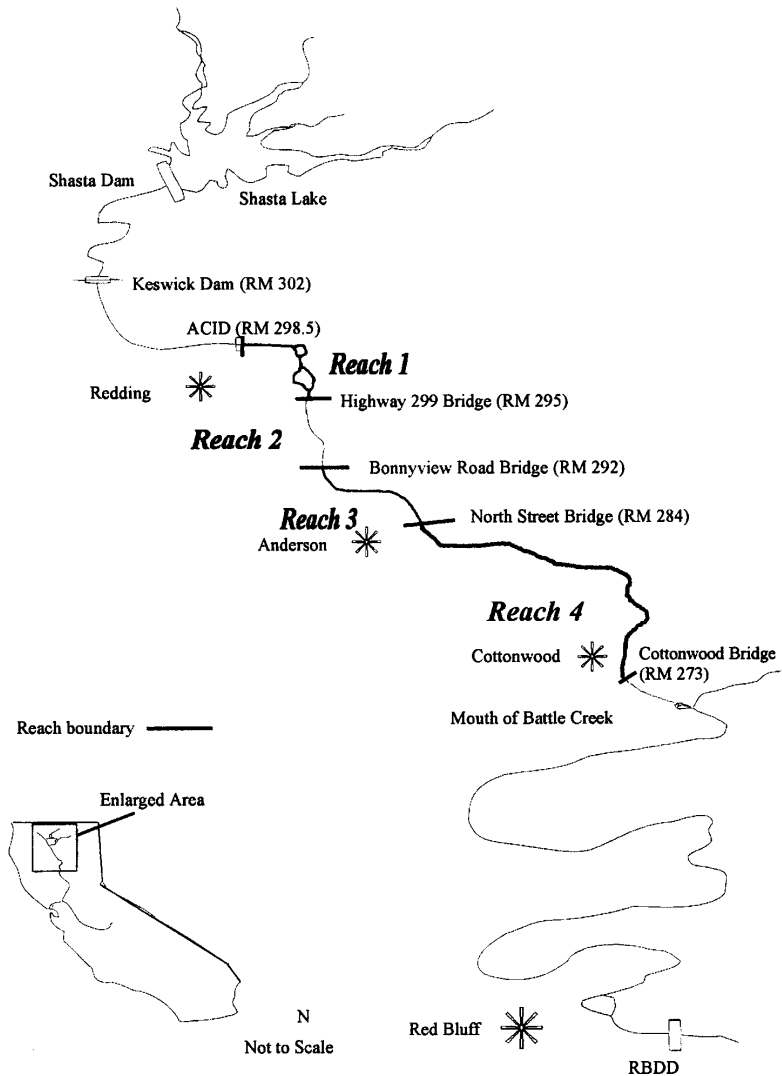 Shasta Dam
Shasta Lake
Keswick Dam (RM 302)
ACID (RM 298.5)
Reach 1
Redding
Highway 299 Bridge (RM 295)
Reach 2
Bonnyview Road Bridge (RM 292)
Reach 3
North Street Bridge (RM 284)
Anderson
Reach 4
Cottonwood
Cottonwood Bridge
(RM 273)
Mouth of Battle Creek
Reach boundary
Enlarged Area
N
Not to Scale
Red Bluff
RBDD